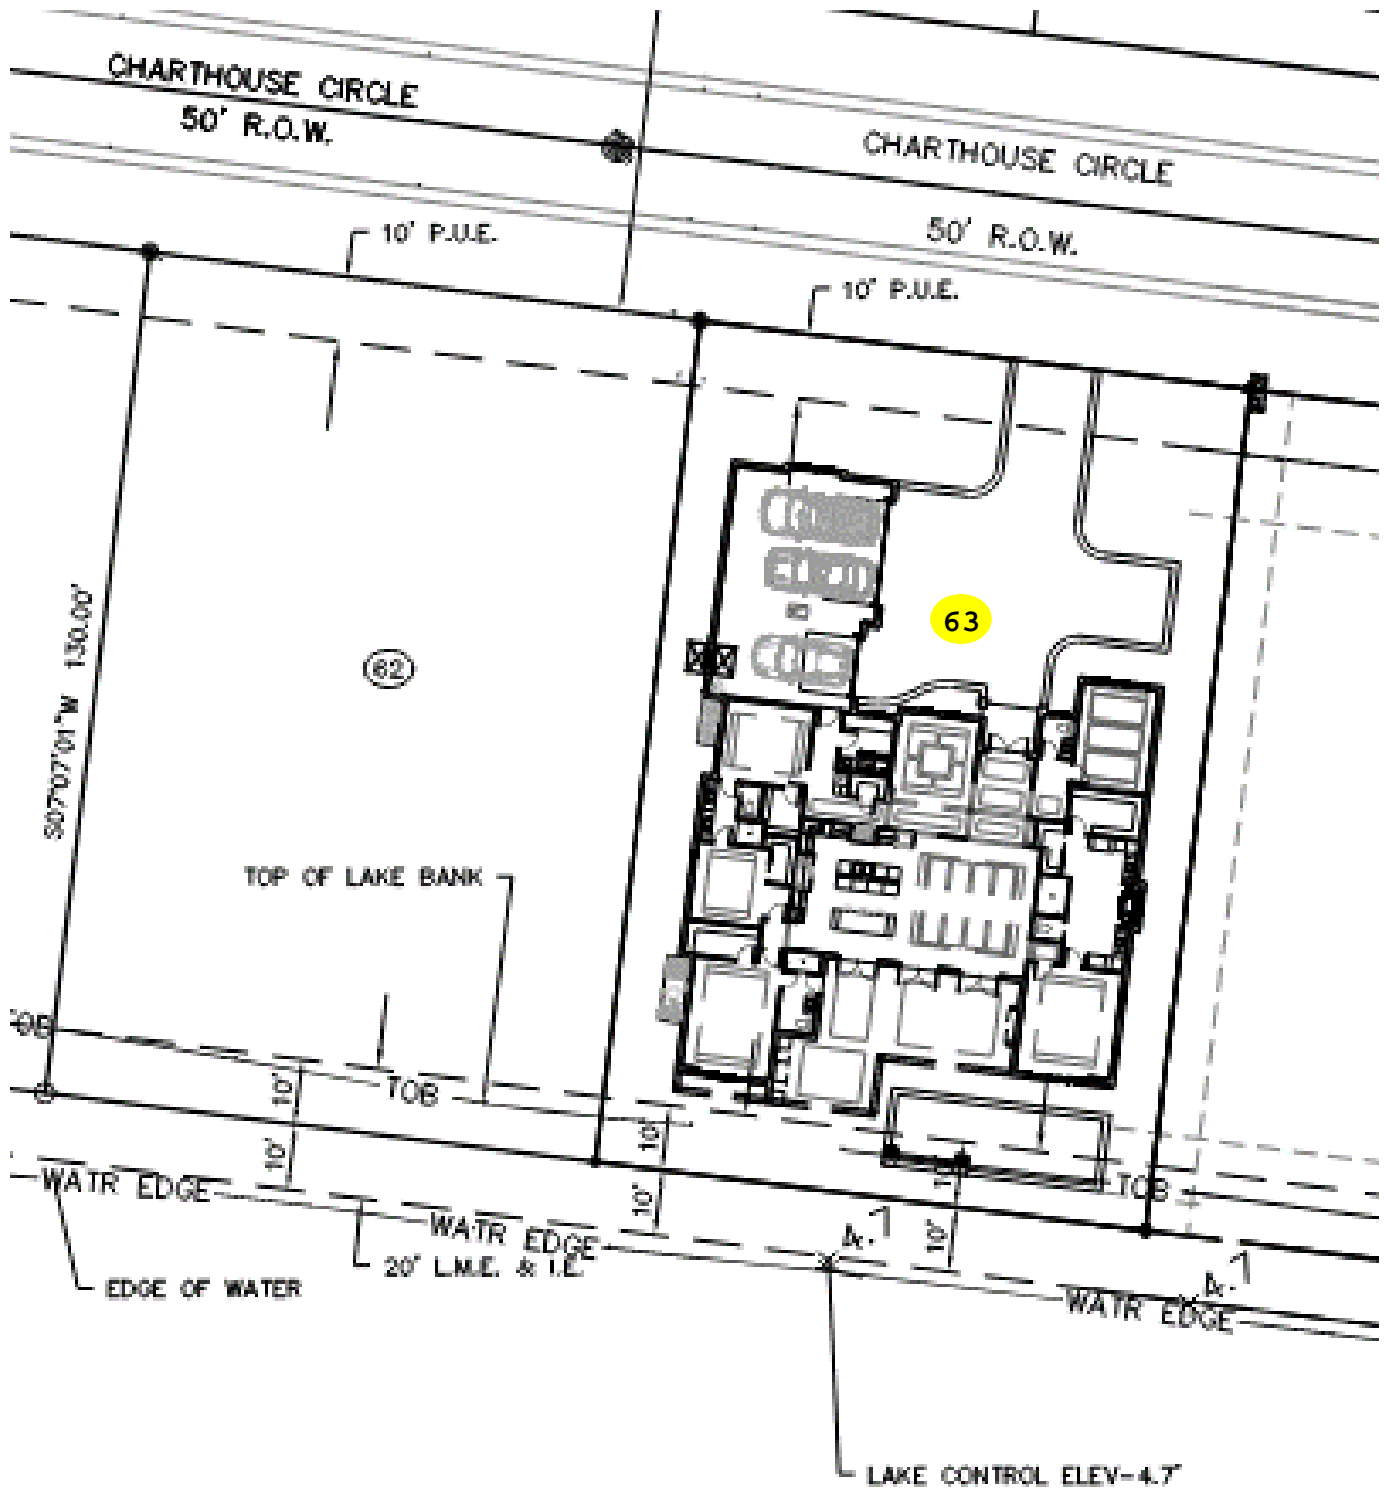 CHARTHOUSE CIRCLE
50' R.O.W.
CHARTHOUSE CIRCLE
50' R.O.W.
10' P.U.E.
10' P.U.E.
S07°07'01"W 130.00'
62
63
TOP OF LAKE BANK
TOB
TOB
10'
10'
10'
10'
10'
10'
TOB
WATR EDGE
WATR EDGE
20' L.M.E. & I.E.
EDGE OF WATER
4.7
4.7
WATR EDGE
LAKE CONTROL ELEV-4.7'